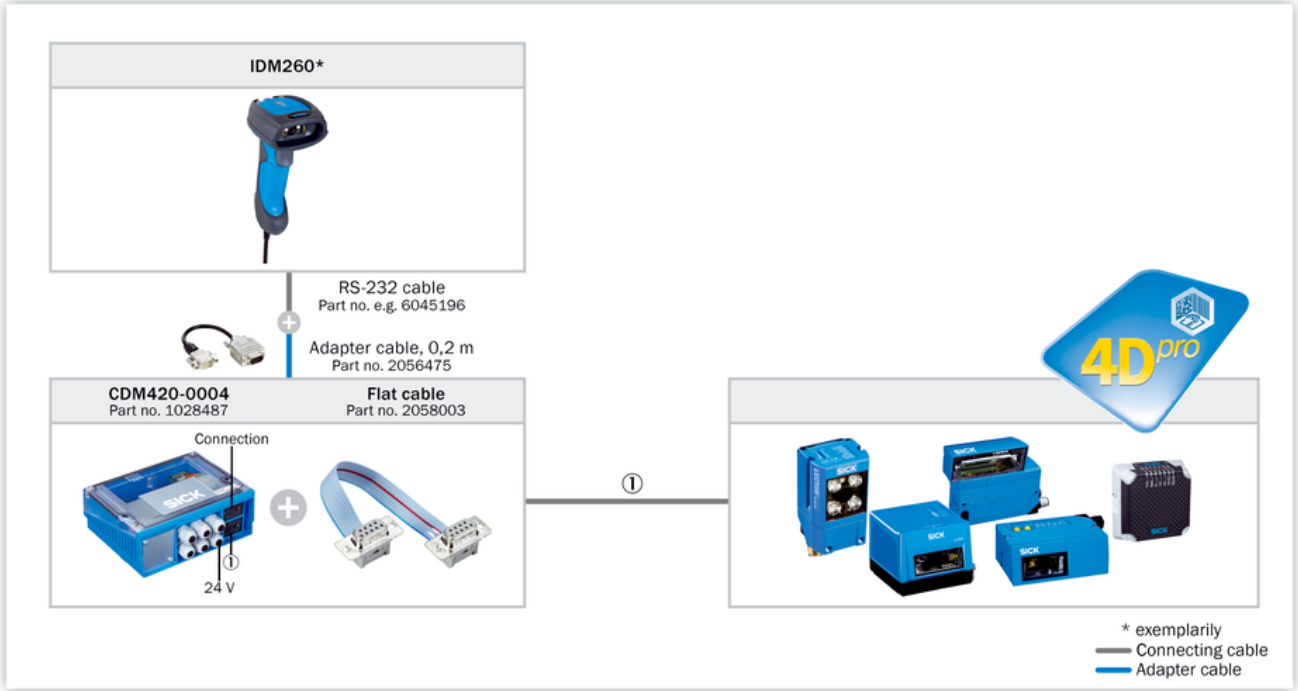 IDM260*
RS-232 cable
Part no. e.g. 6045196
Adapter cable, 0,2 m
Part no. 2056475
CDM420-0004
Part no. 1028487
Flat cable
Part no. 2058003
Connection
SICK
①
24 V
①
4Dpro
SICK
SICK
SICK
SICK
SICK
* exemplarily
Connecting cable
Adapter cable